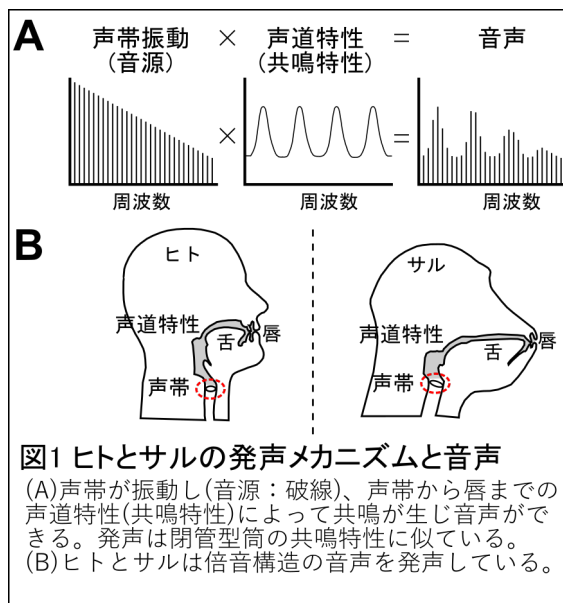 A
声帯振動 × 声道特性 = 音声
(音源) (共鳴特性)
× =
周波数 周波数 周波数
B
ヒト サル
声道特性 舌 唇 声道特性 舌 唇
声帯 声帯
図1 ヒトとサルの発声メカニズムと音声
(A)声帯が振動し(音源：破線)、声帯から唇までの
声道特性(共鳴特性)によって共鳴が生じ音声がで
きる。発声は閉管型筒の共鳴特性に似ている。
(B)ヒトとサルは倍音構造の音声を発声している。